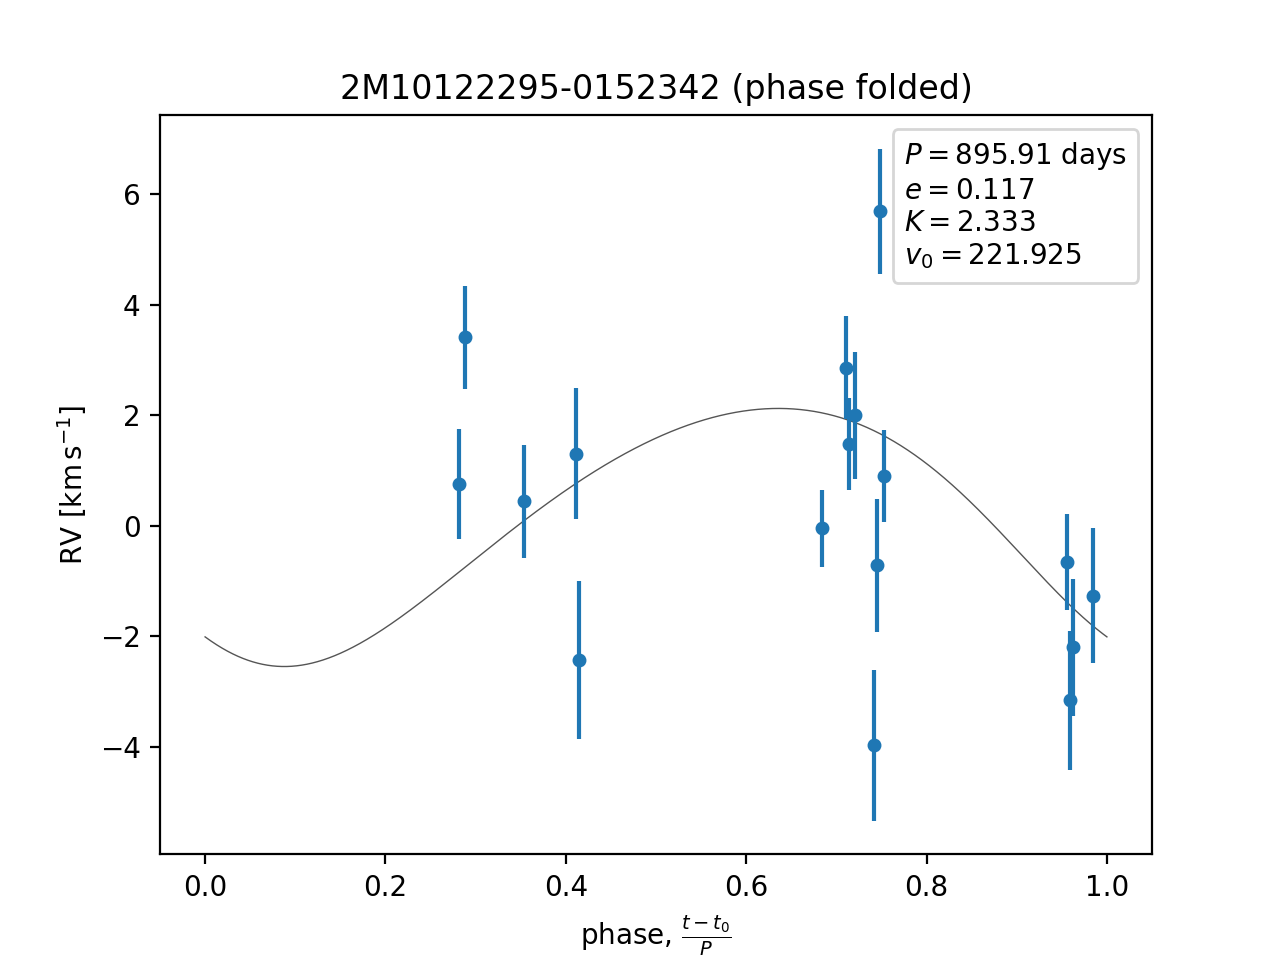 2M10122295-0152342 (phase folded)
P = 895.91 days
e = 0.117
K = 2.333
v₀ = 221.925
RV [km s⁻¹]
6
4
2
0
−2
−4
0.0 0.2 0.4 0.6 0.8 1.0
phase, (t − t₀)/P